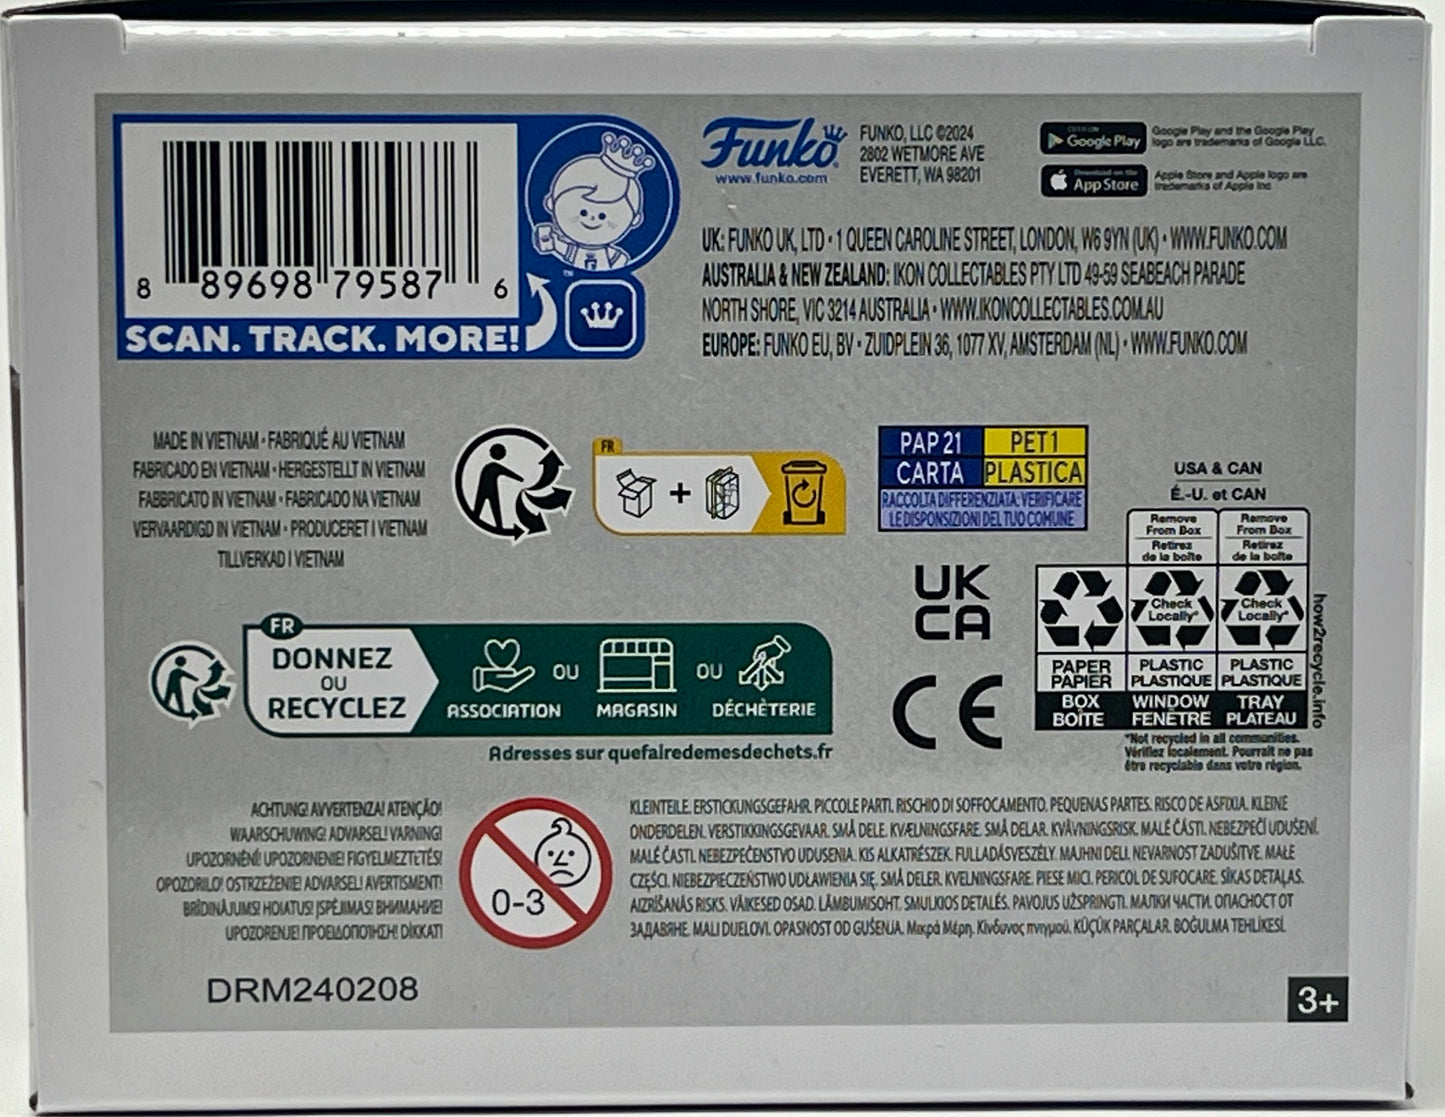 8 89698 79587 6
SCAN. TRACK. MORE!
™
Funko
www.funko.com
FUNKO, LLC ©2024
2802 WETMORE AVE
EVERETT, WA 98201
Google Play
Google Play and the Google Play
logo are trademarks of Google LLC.
Download on the
App Store
Apple Store and Apple logo are
trademarks of Apple Inc
UK: FUNKO UK, LTD • 1 QUEEN CAROLINE STREET, LONDON, W6 9YN (UK) • WWW.FUNKO.COM
AUSTRALIA & NEW ZEALAND: IKON COLLECTABLES PTY LTD 49-59 SEABEACH PARADE
NORTH SHORE, VIC 3214 AUSTRALIA • WWW.IKONCOLLECTABLES.COM.AU
EUROPE: FUNKO EU, BV • ZUIDPLEIN 36, 1077 XV, AMSTERDAM (NL) • WWW.FUNKO.COM
MADE IN VIETNAM • FABRIQUÉ AU VIETNAM
FABRICADO EN VIETNAM • HERGESTELLT IN VIETNAM
FABBRICATO IN VIETNAM • FABRICADO NA VIETNAM
VERVAARDIGD IN VIETNAM • PRODUCERET I VIETNAM
TILLVERKAD I VIETNAM
FR
+
PAP 21 PET1
CARTA PLASTICA
RACCOLTA DIFFERENZIATA: VERIFICARE
LE DISPONSIZIONI DEL TUO COMUNE
USA & CAN
É.-U. et CAN
Remove
From Box
Retirez
de la boîte
Remove
From Box
Retirez
de la boîte
Check
Locally*
Check
Locally*
PAPER
PAPIER
PLASTIC
PLASTIQUE
PLASTIC
PLASTIQUE
BOX
BOÎTE
WINDOW
FENÊTRE
TRAY
PLATEAU
how2recycle.info
*Not recycled in all communities.
Vérifiez localement. Pourrait ne pas
être recyclable dans votre région.
UK
CA
CE
FR
DONNEZ
OU
RECYCLEZ
ASSOCIATION
OU
MAGASIN
OU
DÉCHÈTERIE
Adresses sur quefairedemesdechets.fr
ACHTUNG! AVVERTENZA! ATENÇÃO!
WAARSCHUWING! ADVARSEL! VARNING!
UPOZORNĚNÍ! UPOZORNENIE! FIGYELMEZTETÉS!
OPOZORILO! OSTRZEŻENIE! ADVARSEL! AVERTISMENT!
BRĪDINĀJUMS! HOIATUS! ĮSPĖJIMAS! ВНИМАНИЕ!
UPOZORENJE! ΠΡΟΕΙΔΟΠΟΙΗΣΗ! DİKKAT!
0-3
KLEINTEILE. ERSTICKUNGSGEFAHR. PICCOLE PARTI. RISCHIO DI SOFFOCAMENTO. PEQUENAS PARTES. RISCO DE ASFIXIA. KLEINE
ONDERDELEN. VERSTIKKINGSGEVAAR. SMÅ DELE. KVÆLNINGSFARE. SMÅ DELAR. KVÄVNINGSRISK. MALÉ ČÁSTI. NEBEZPEČÍ UDUŠENÍ.
MALÉ ČASTI. NEBEZPEČENSTVO UDUSENIA. KIS ALKATRÉSZEK. FULLADÁSVESZÉLY. MAJHNI DELI. NEVARNOST ZADUŠITVE. MAŁE
CZĘŚCI. NIEBEZPIECZEŃSTWO UDŁAWIENIA SIĘ. SMÅ DELER. KVELNINGSFARE. PIESE MICI. PERICOL DE SUFOCARE. SĪKAS DETAĻAS.
AIZRĪŠANĀS RISKS. VÄIKESED OSAD. LÄMBUMISOHT. SMULKIOS DETALĖS. PAVOJUS UŽSPRINGTI. МАЛКИ ЧАСТИ. ОПАСНОСТ ОТ
ЗАДАВЯНЕ. MALI DIJELOVI. OPASNOST OD GUŠENJA. Μικρά Μέρη. Κίνδυνος πνιγμού. KÜÇÜK PARÇALAR. BOĞULMA TEHLİKESİ.
DRM240208
3+